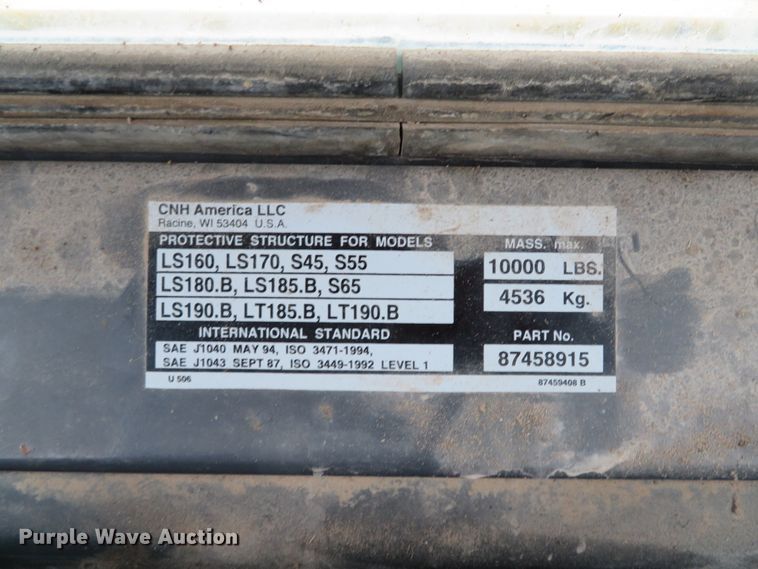 CNH America LLC
Racine, WI 53404 U.S.A.
PROTECTIVE STRUCTURE FOR MODELS
MASS. max.
LS160, LS170, S45, S55
10000 LBS.
LS180.B, LS185.B, S65
4536 Kg.
LS190.B, LT185.B, LT190.B
INTERNATIONAL STANDARD
PART No.
SAE J1040 MAY 94, ISO 3471-1994,
SAE J1043 SEPT 87, ISO 3449-1992 LEVEL 1
87458915
U 506
87459408 B
Purple Wave Auction®